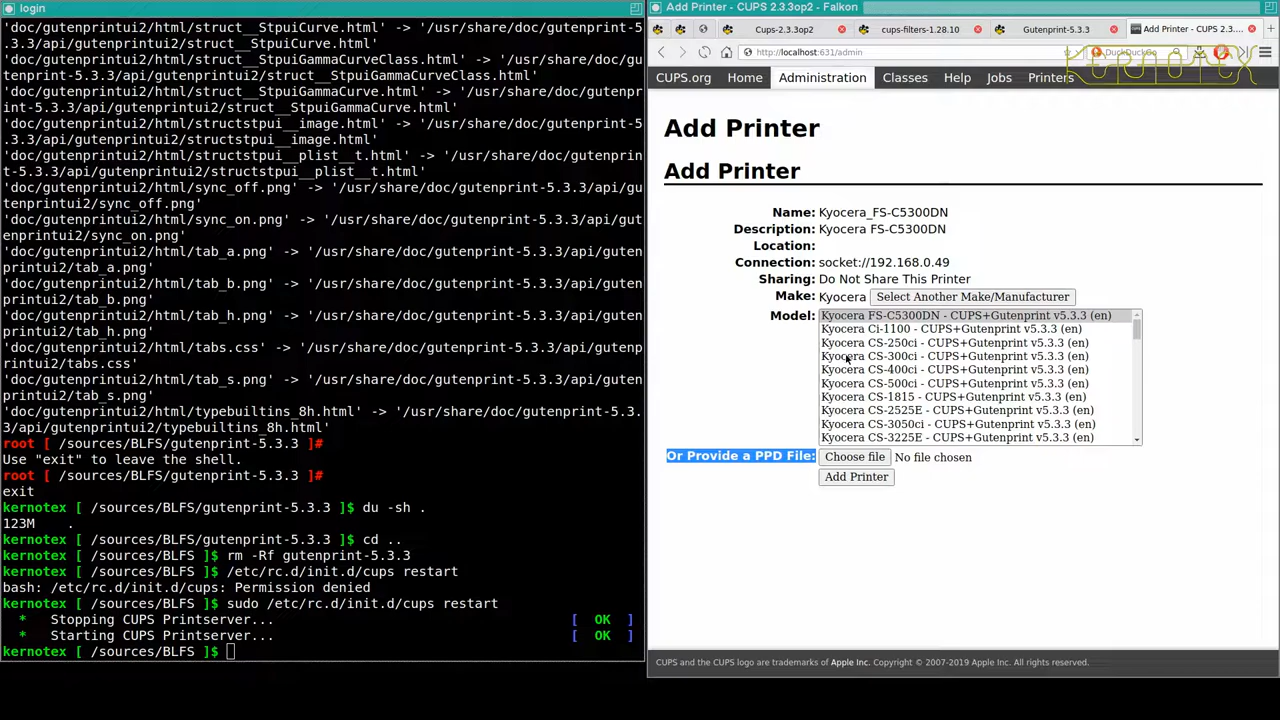 login
'doc/gutenprintui2/html/struct__StpuiCurve.html' -> '/usr/share/doc/gutenprint-5
.3.3/api/gutenprintui2/struct__StpuiCurve.html'
'doc/gutenprintui2/html/struct__StpuiGammaCurveClass.html' -> '/usr/share/doc/gu
tenprint-5.3.3/api/gutenprintui2/struct__StpuiGammaCurveClass.html'
'doc/gutenprintui2/html/struct__StpuiGammaCurve.html' -> '/usr/share/doc/gutenpr
int-5.3.3/api/gutenprintui2/struct__StpuiGammaCurve.html'
'doc/gutenprintui2/html/structstpui__image.html' -> '/usr/share/doc/gutenprint-5
.3.3/api/gutenprintui2/structstpui__image.html'
'doc/gutenprintui2/html/structstpui__plist__t.html' -> '/usr/share/doc/gutenprin
t-5.3.3/api/gutenprintui2/structstpui__plist__t.html'
'doc/gutenprintui2/html/sync_off.png' -> '/usr/share/doc/gutenprint-5.3.3/api/gu
tenprintui2/sync_off.png'
'doc/gutenprintui2/html/sync_on.png' -> '/usr/share/doc/gutenprint-5.3.3/api/gut
enprintui2/sync_on.png'
'doc/gutenprintui2/html/tab_a.png' -> '/usr/share/doc/gutenprint-5.3.3/api/guten
printui2/tab_a.png'
'doc/gutenprintui2/html/tab_b.png' -> '/usr/share/doc/gutenprint-5.3.3/api/guten
printui2/tab_b.png'
'doc/gutenprintui2/html/tab_h.png' -> '/usr/share/doc/gutenprint-5.3.3/api/guten
printui2/tab_h.png'
'doc/gutenprintui2/html/tabs.css' -> '/usr/share/doc/gutenprint-5.3.3/api/gutenp
rintui2/tabs.css'
'doc/gutenprintui2/html/tab_s.png' -> '/usr/share/doc/gutenprint-5.3.3/api/guten
printui2/tab_s.png'
'doc/gutenprintui2/html/typebuiltins_8h.html' -> '/usr/share/doc/gutenprint-5.3.
3/api/gutenprintui2/typebuiltins_8h.html'
root [ /sources/BLFS/gutenprint-5.3.3 ]#
Use "exit" to leave the shell.
root [ /sources/BLFS/gutenprint-5.3.3 ]#
exit
kernotex [ /sources/BLFS/gutenprint-5.3.3 ]$ du -sh .
123M .
kernotex [ /sources/BLFS/gutenprint-5.3.3 ]$ cd ..
kernotex [ /sources/BLFS ]$ rm -Rf gutenprint-5.3.3
kernotex [ /sources/BLFS ]$ /etc/rc.d/init.d/cups restart
bash: /etc/rc.d/init.d/cups: Permission denied
kernotex [ /sources/BLFS ]$ sudo /etc/rc.d/init.d/cups restart
* Stopping CUPS Printserver... [ OK ]
* Starting CUPS Printserver... [ OK ]
kernotex [ /sources/BLFS ]$
Add Printer - CUPS 2.3.3op2 - Falkon
Cups-2.3.3op2 cups-filters-1.28.10 Gutenprint-5.3.3 Add Printer - CUPS 2.3....
http://localhost:631/admin DuckDuckGo
KERNOTEX
CUPS.org Home Administration Classes Help Jobs Printers
Add Printer
Add Printer
Name: Kyocera_FS-C5300DN
Description: Kyocera FS-C5300DN
Location:
Connection: socket://192.168.0.49
Sharing: Do Not Share This Printer
Make: Kyocera Select Another Make/Manufacturer
Model: Kyocera FS-C5300DN - CUPS+Gutenprint v5.3.3 (en)
Kyocera Ci-1100 - CUPS+Gutenprint v5.3.3 (en)
Kyocera CS-250ci - CUPS+Gutenprint v5.3.3 (en)
Kyocera CS-300ci - CUPS+Gutenprint v5.3.3 (en)
Kyocera CS-400ci - CUPS+Gutenprint v5.3.3 (en)
Kyocera CS-500ci - CUPS+Gutenprint v5.3.3 (en)
Kyocera CS-1815 - CUPS+Gutenprint v5.3.3 (en)
Kyocera CS-2525E - CUPS+Gutenprint v5.3.3 (en)
Kyocera CS-3050ci - CUPS+Gutenprint v5.3.3 (en)
Kyocera CS-3225E - CUPS+Gutenprint v5.3.3 (en)
Or Provide a PPD File: Choose file No file chosen
Add Printer
CUPS and the CUPS logo are trademarks of Apple Inc. Copyright © 2007-2019 Apple Inc. All rights reserved.